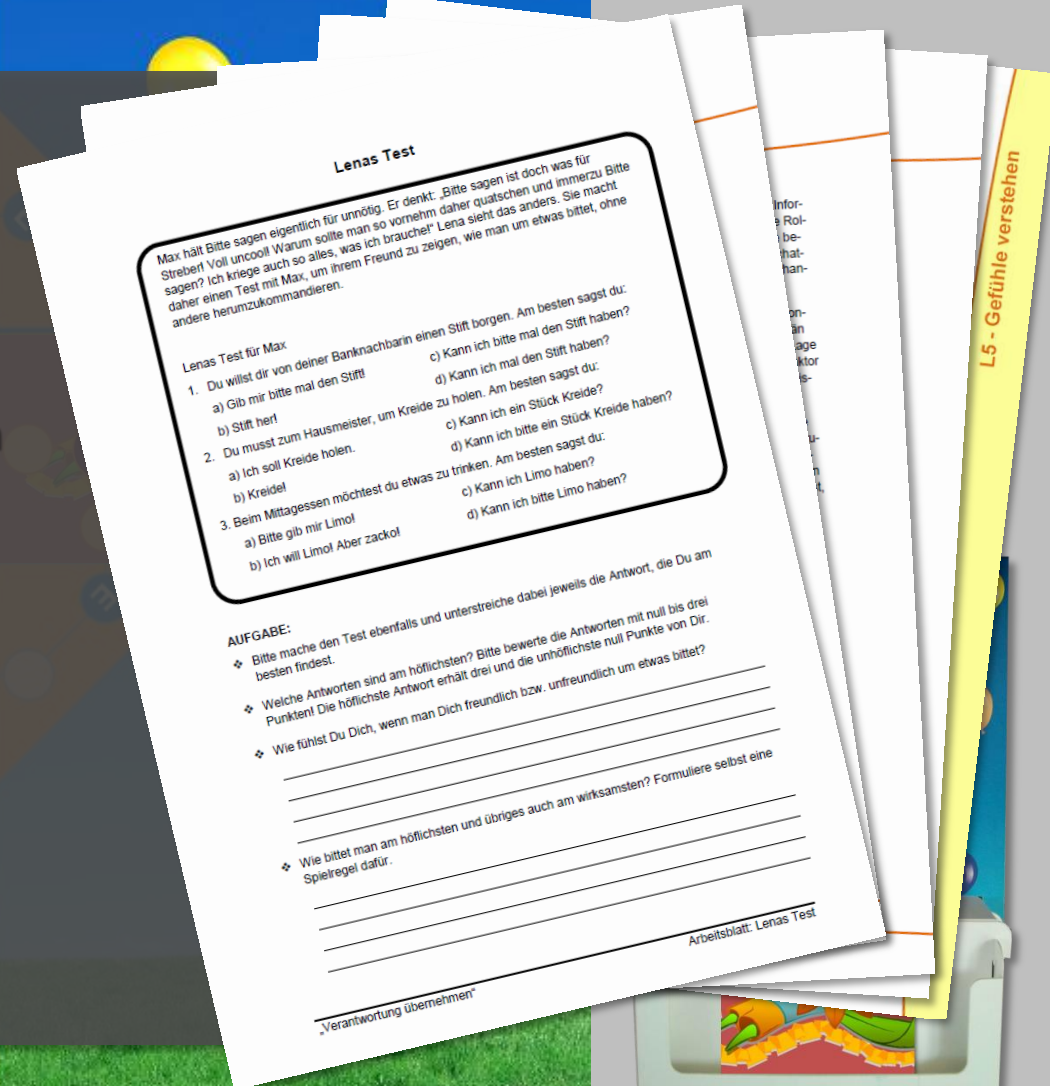 Lenas Test
Max hält Bitte sagen eigentlich für unnötig. Er denkt: „Bitte sagen ist doch was für
Streber! Voll uncool! Warum sollte man so vornehm daher quatschen und immerzu Bitte
sagen? Ich kriege auch so alles, was ich brauche!“ Lena sieht das anders. Sie macht
daher einen Test mit Max, um ihrem Freund zu zeigen, wie man um etwas bittet, ohne
andere herumzukommandieren.
Lenas Test für Max
1. Du willst dir von deiner Banknachbarin einen Stift borgen. Am besten sagst du:
a) Gib mir bitte mal den Stift!
c) Kann ich bitte mal den Stift haben?
b) Stift her!
d) Kann ich mal den Stift haben?
2. Du musst zum Hausmeister, um Kreide zu holen. Am besten sagst du:
a) Ich soll Kreide holen.
c) Kann ich ein Stück Kreide?
b) Kreide!
d) Kann ich bitte ein Stück Kreide haben?
3. Beim Mittagessen möchtest du etwas zu trinken. Am besten sagst du:
a) Bitte gib mir Limo!
c) Kann ich Limo haben?
b) Ich will Limo! Aber zacko!
d) Kann ich bitte Limo haben?
AUFGABE:
❖ Bitte mache den Test ebenfalls und unterstreiche dabei jeweils die Antwort, die Du am
besten findest.
❖ Welche Antworten sind am höflichsten? Bitte bewerte die Antworten mit null bis drei
Punkten! Die höflichste Antwort erhält drei und die unhöflichste null Punkte von Dir.
❖ Wie fühlst Du Dich, wenn man Dich freundlich bzw. unfreundlich um etwas bittet?
❖ Wie bittet man am höflichsten und übriges auch am wirksamsten? Formuliere selbst eine
Spielregel dafür.
Arbeitsblatt: Lenas Test
„Verantwortung übernehmen“
L5 - Gefühle verstehen